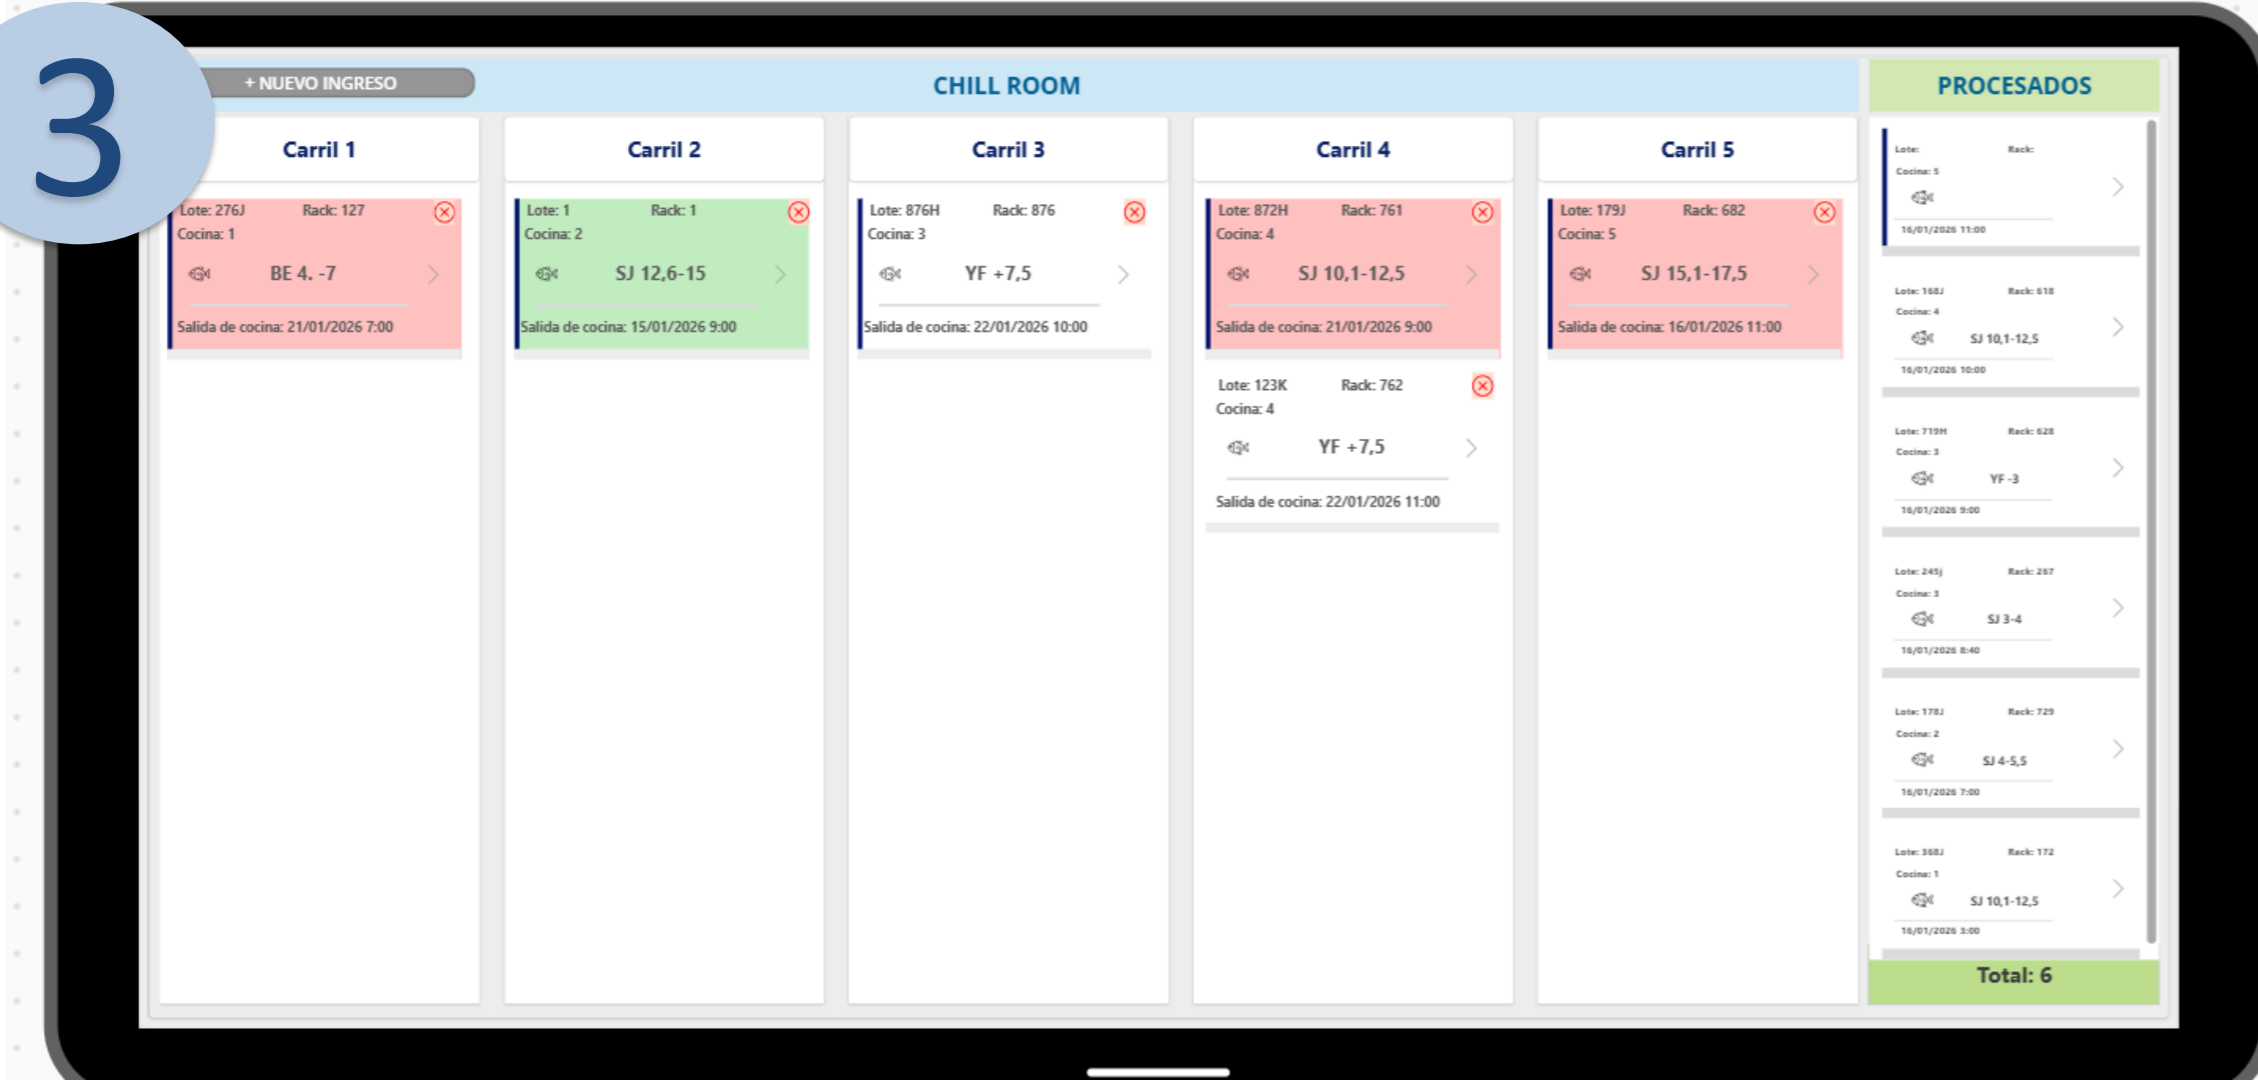 3
+ NUEVO INGRESO
CHILL ROOM
PROCESADOS
Carril 1
Lote: 276J Rack: 127
Cocina: 1
BE 4. -7
Salida de cocina: 21/01/2026 7:00
Carril 2
Lote: 1 Rack: 1
Cocina: 2
SJ 12,6-15
Salida de cocina: 15/01/2026 9:00
Carril 3
Lote: 876H Rack: 876
Cocina: 3
YF +7,5
Salida de cocina: 22/01/2026 10:00
Carril 4
Lote: 872H Rack: 761
Cocina: 4
SJ 10,1-12,5
Salida de cocina: 21/01/2026 9:00
Lote: 123K Rack: 762
Cocina: 4
YF +7,5
Salida de cocina: 22/01/2026 11:00
Carril 5
Lote: 179J Rack: 682
Cocina: 5
SJ 15,1-17,5
Salida de cocina: 16/01/2026 11:00
Lote: Rack:
Cocina: 5
16/01/2026 11:00
Lote: 168J Rack: 618
Cocina: 4
SJ 10,1-12,5
16/01/2026 10:00
Lote: 719H Rack: 628
Cocina: 3
YF -3
16/01/2026 9:00
Lote: 245j Rack: 267
Cocina: 3
SJ 3-4
16/01/2026 8:40
Lote: 178J Rack: 729
Cocina: 2
SJ 4-5,5
16/01/2026 7:00
Lote: 368J Rack: 172
Cocina: 1
SJ 10,1-12,5
16/01/2026 3:00
Total: 6